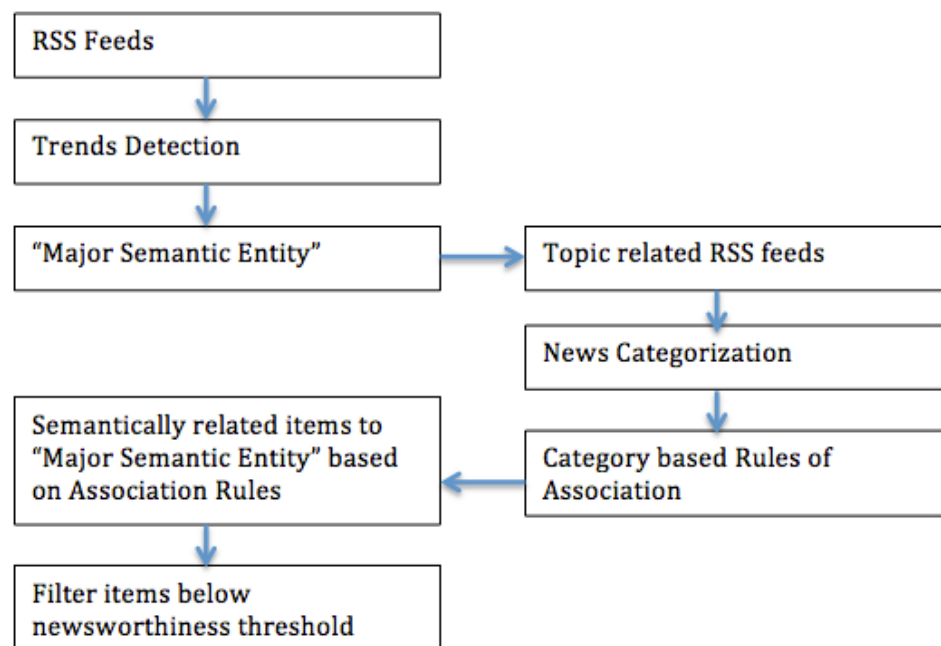 RSS Feeds
Trends Detection
“Major Semantic Entity”
Topic related RSS feeds
News Categorization
Category based Rules of
Association
Semantically related items to
“Major Semantic Entity” based
on Association Rules
Filter items below
newsworthiness threshold